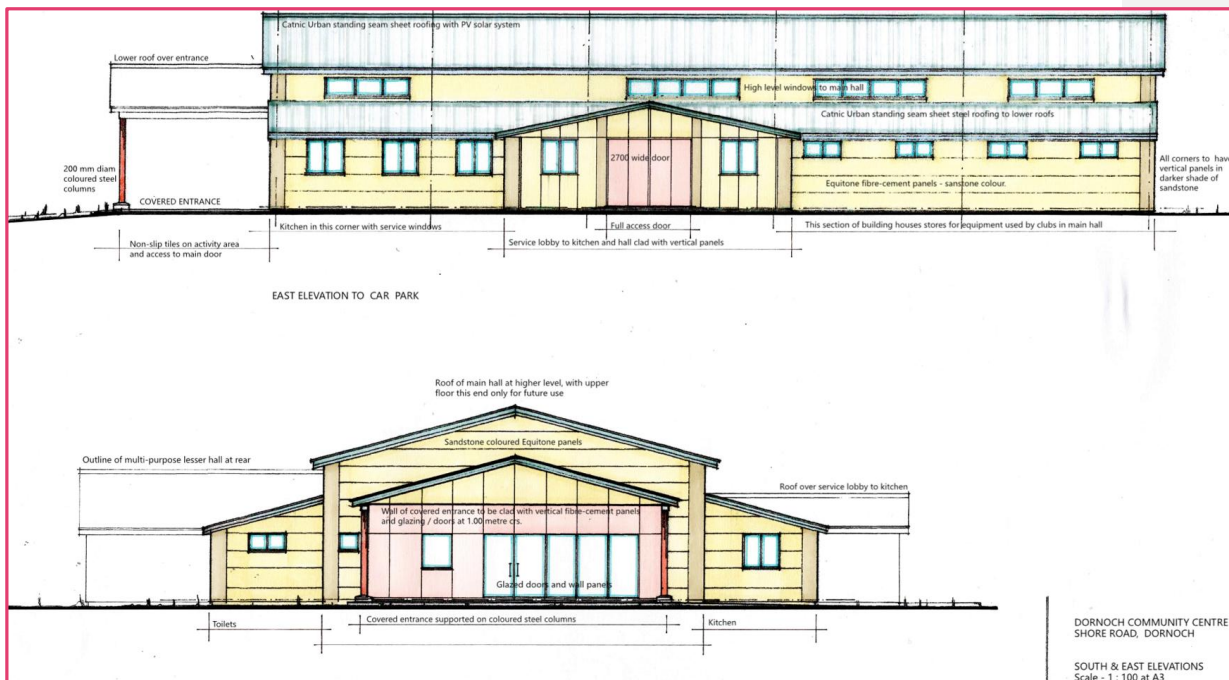 Catnic Urban standing seam sheet roofing with PV solar system
Lower roof over entrance
High level windows to main hall
Catnic Urban standing seam sheet steel roofing to lower roofs
200 mm diam
coloured steel
columns
2700 wide door
Equitone fibre-cement panels - sanstone colour.
All corners to have
vertical panels in
darker shade of
sandstone
COVERED ENTRANCE
Non-slip tiles on activity area
and access to main door
Kitchen in this corner with service windows
Full access door
Service lobby to kitchen and hall clad with vertical panels
This section of building houses stores for equipment used by clubs in main hall
EAST ELEVATION TO CAR PARK
Roof of main hall at higher level, with upper
floor this end only for future use
Sandstone coloured Equitone panels
Outline of multi-purpose lesser hall at rear
Roof over service lobby to kitchen
Wall of covered entrance to be clad with vertical fibre-cement panels
and glazing / doors at 1.00 metre crs.
Glazed doors and wall panels
Toilets
Covered entrance supported on coloured steel columns
Kitchen
DORNOCH COMMUNITY CENTRE
SHORE ROAD, DORNOCH
SOUTH & EAST ELEVATIONS
Scale - 1 : 100 at A3